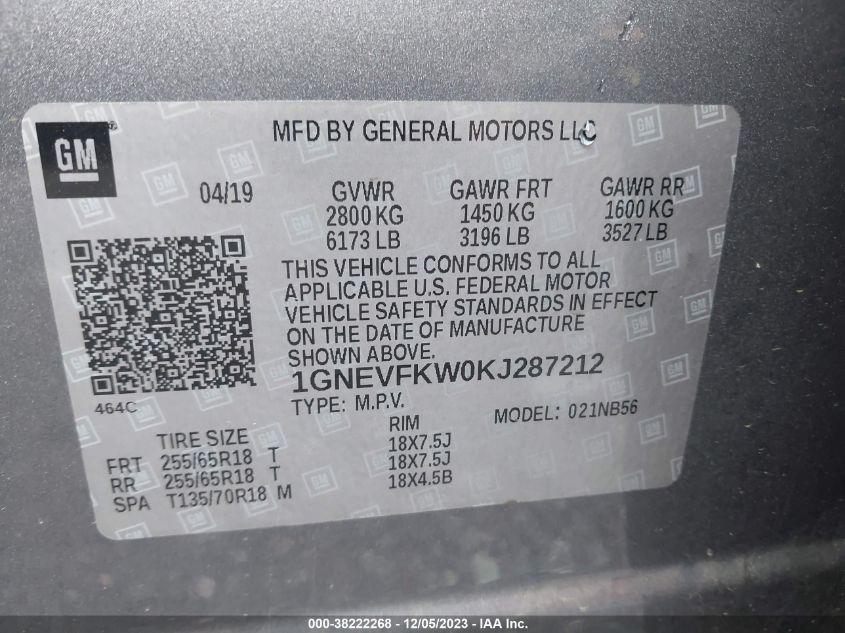 GM
MFD BY GENERAL MOTORS LLC
04/19
GVWR GAWR FRT GAWR RR
2800 KG 1450 KG 1600 KG
6173 LB 3196 LB 3527 LB
THIS VEHICLE CONFORMS TO ALL
APPLICABLE U.S. FEDERAL MOTOR
VEHICLE SAFETY STANDARDS IN EFFECT
ON THE DATE OF MANUFACTURE
SHOWN ABOVE.
1GNEVFKW0KJ287212
464C
TYPE: M.P.V. MODEL: 021NB56
TIRE SIZE RIM
FRT 255/65R18 T 18X7.5J
RR 255/65R18 T 18X7.5J
SPA T135/70R18 M 18X4.5B
000-38222268 - 12/05/2023 - IAA Inc.